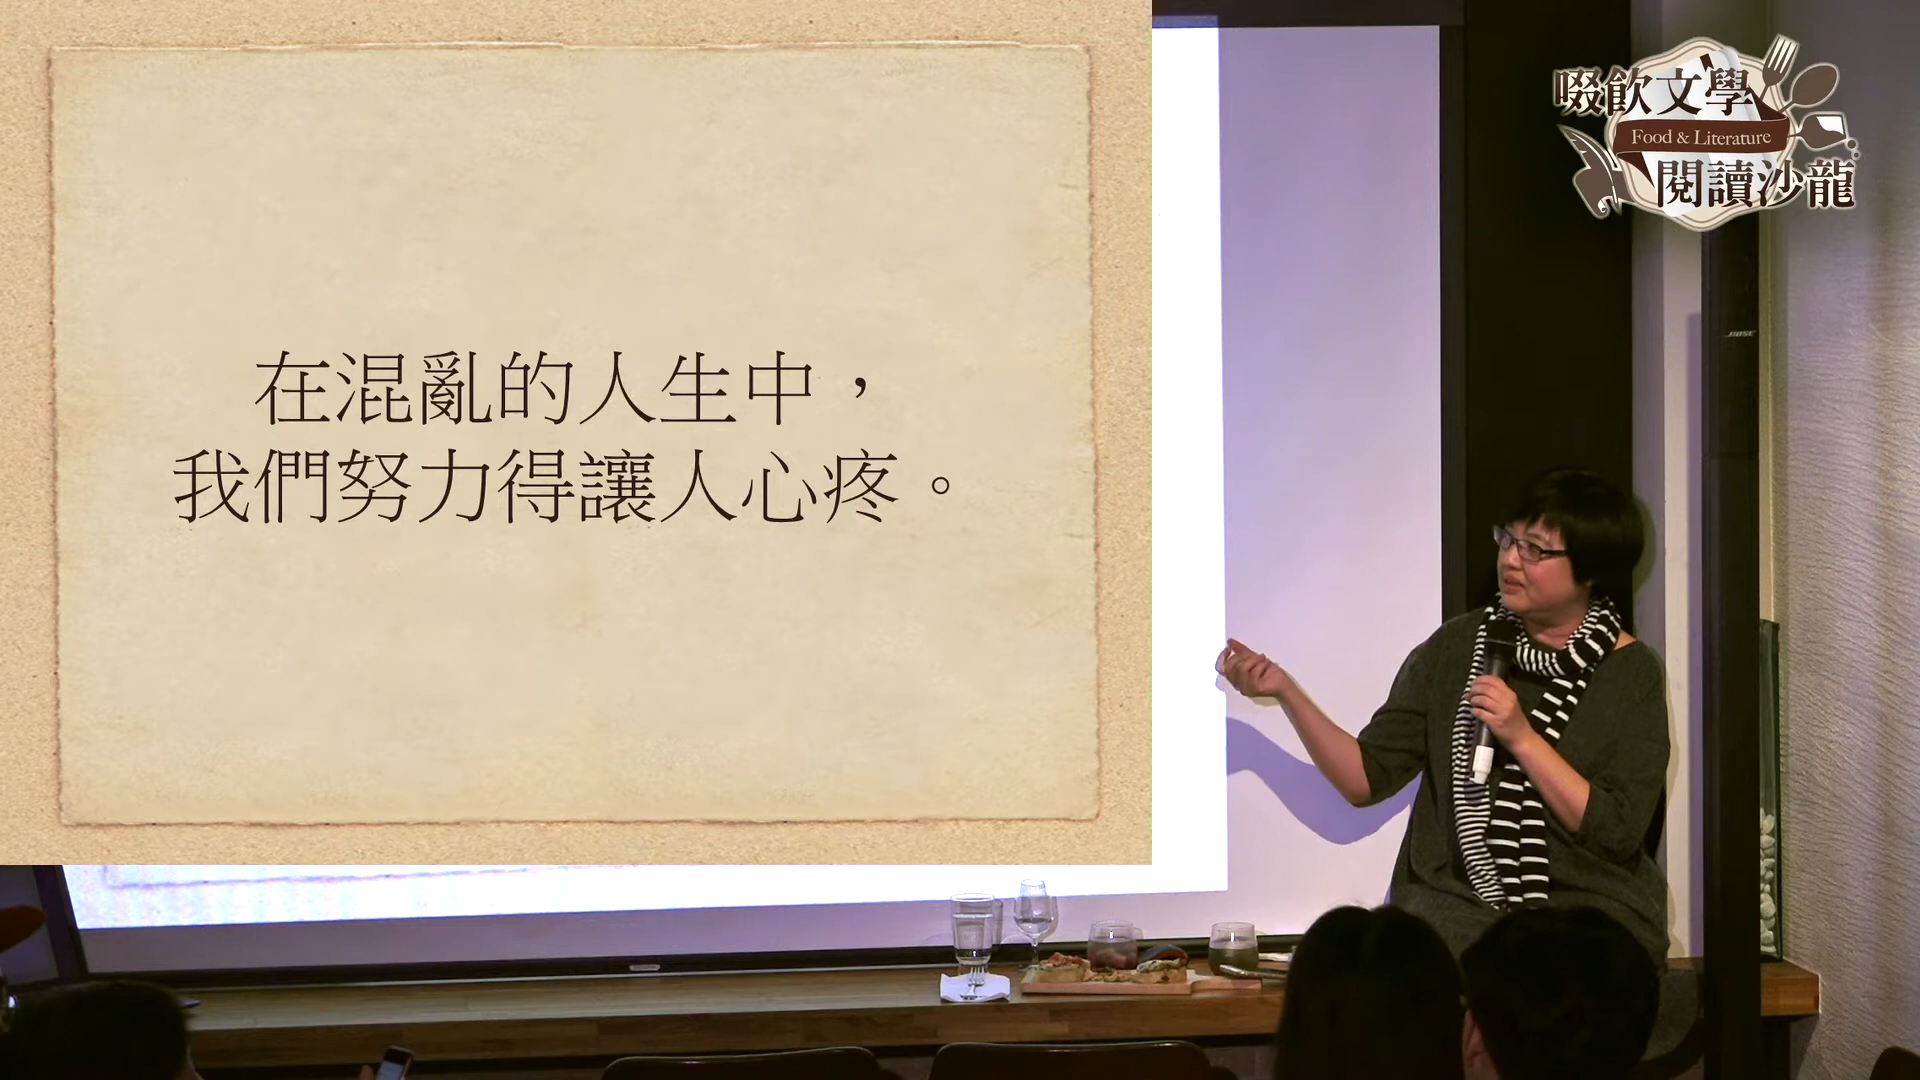 在混亂的人生中，
我們努力得讓人心疼。
啜飲文學
Food & Literature
閱讀沙龍
BOSE